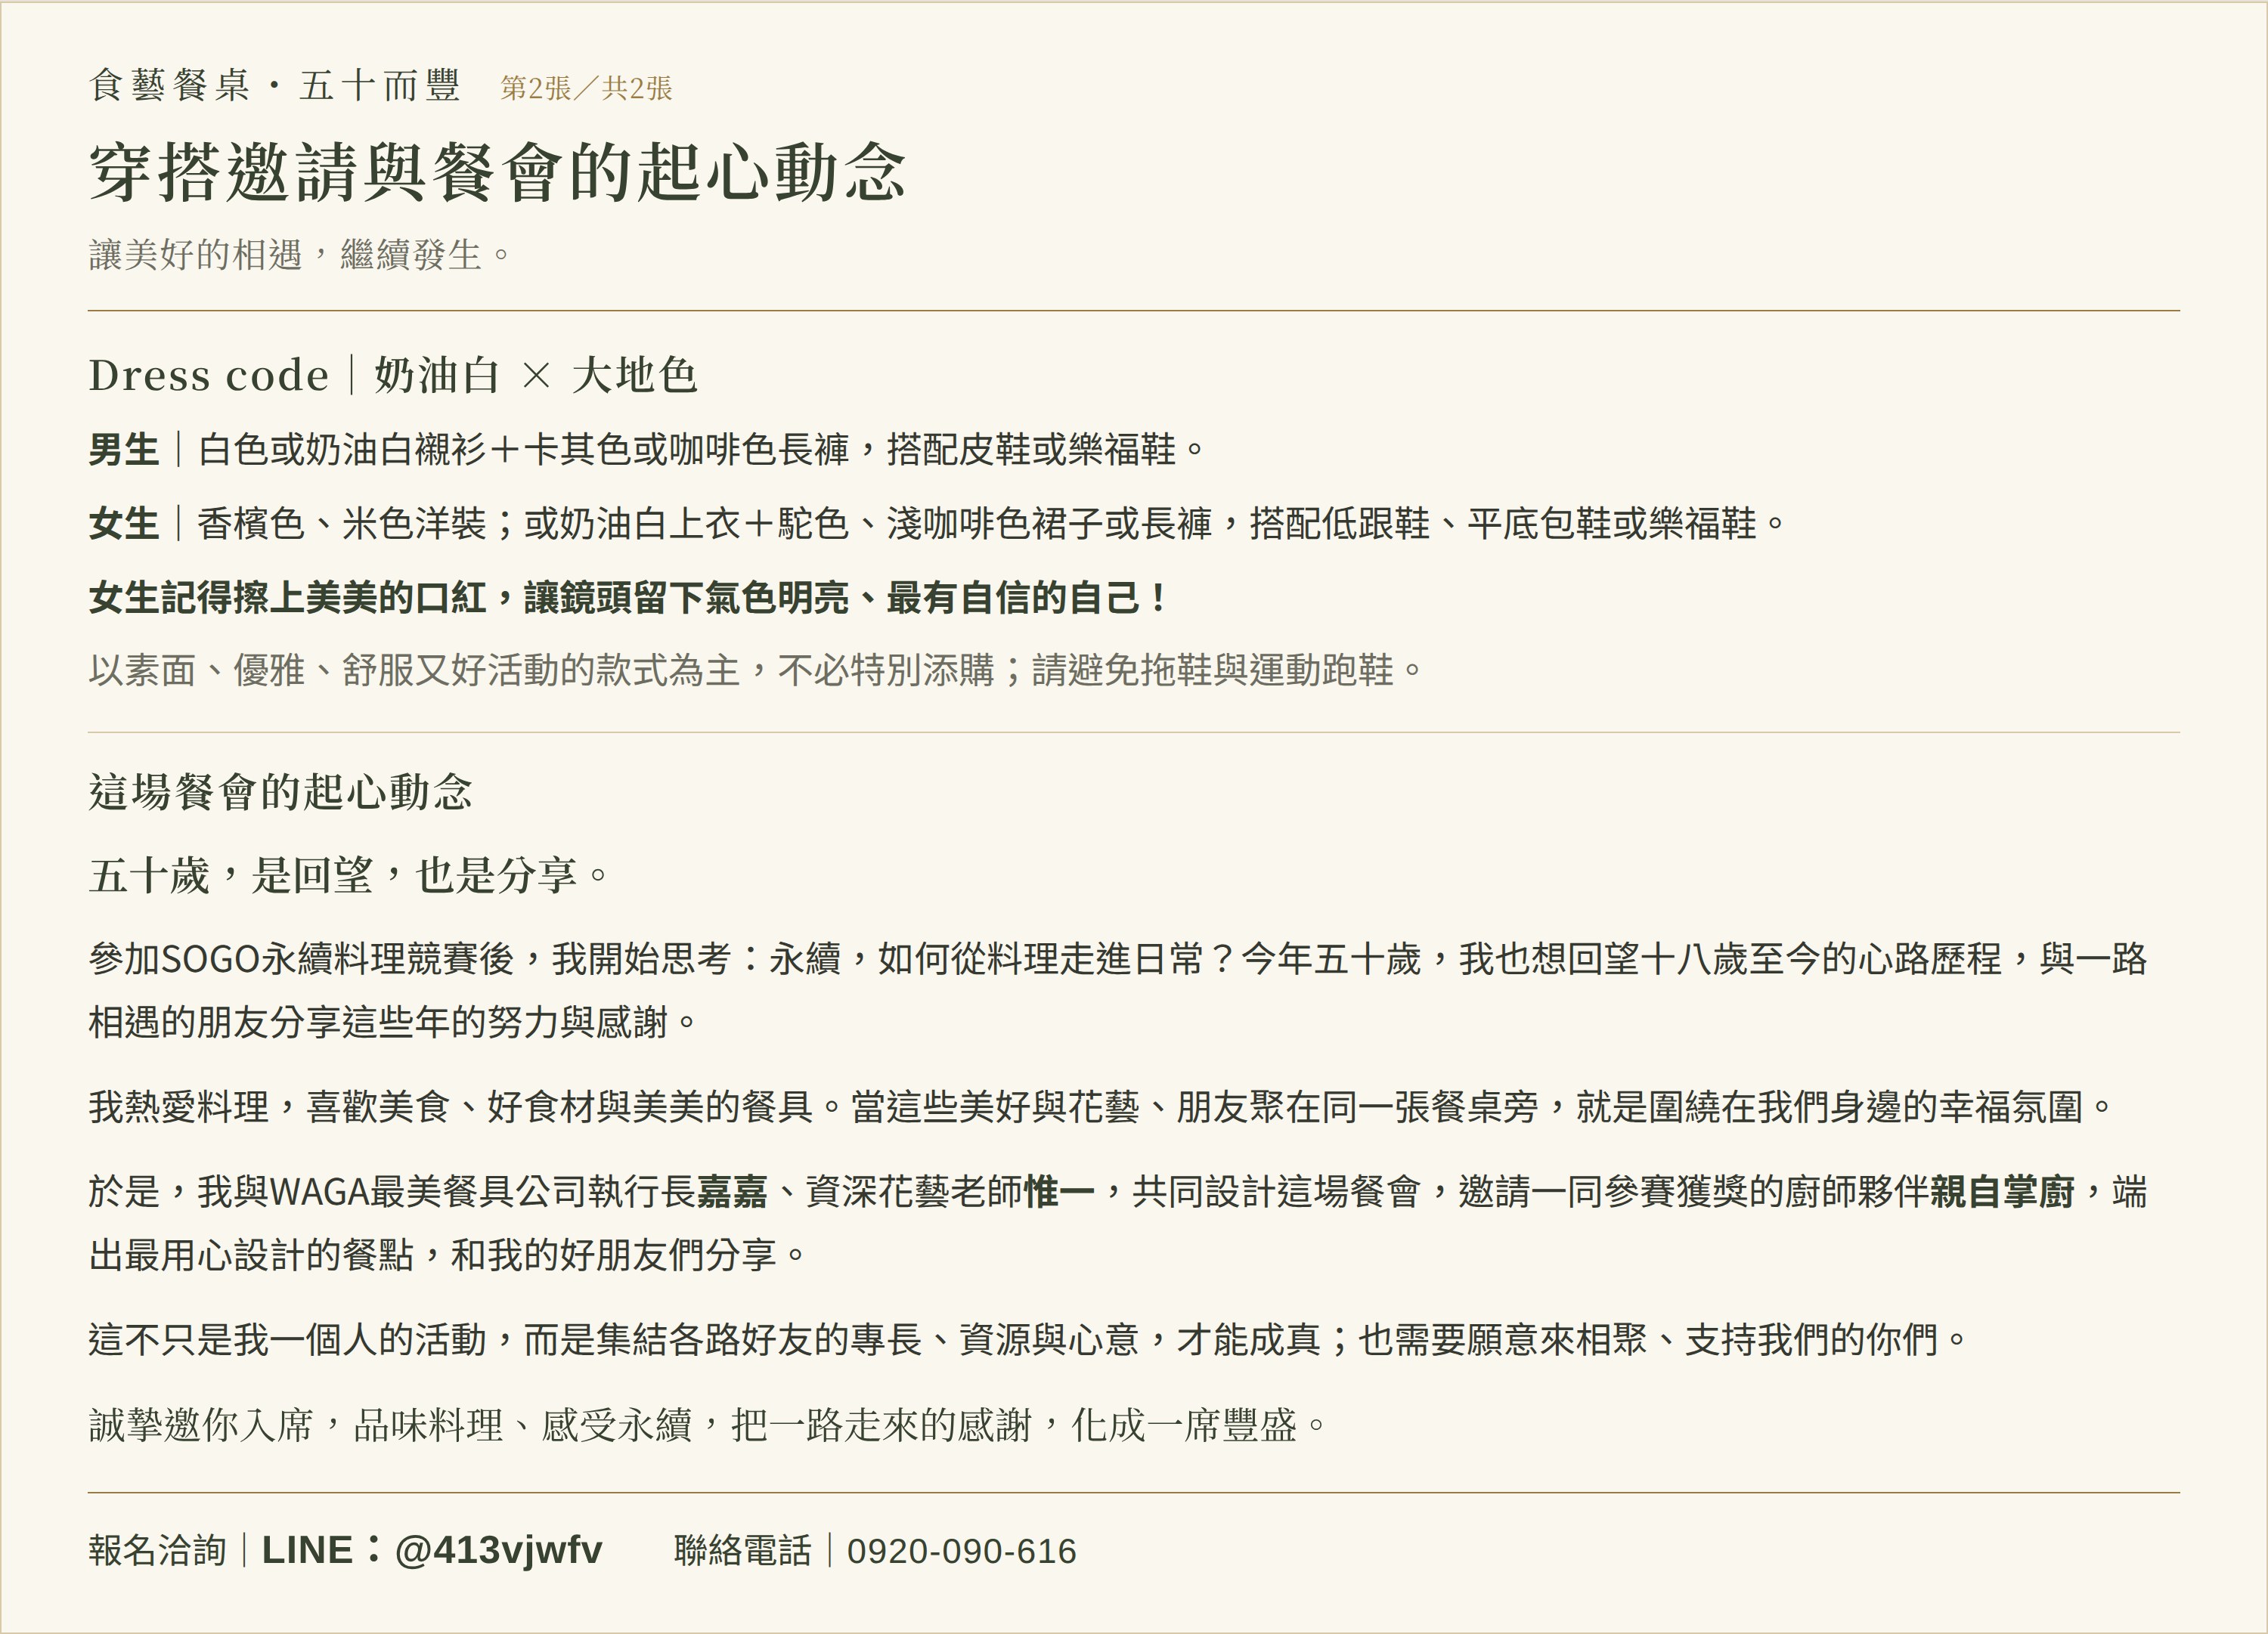 食藝餐桌・五十而豐 第2張／共2張
穿搭邀請與餐會的起心動念
讓美好的相遇，繼續發生。
Dress code｜奶油白 × 大地色
男生｜白色或奶油白襯衫＋卡其色或咖啡色長褲，搭配皮鞋或樂福鞋。
女生｜香檳色、米色洋裝；或奶油白上衣＋駝色、淺咖啡色裙子或長褲，搭配低跟鞋、平底包鞋或樂福鞋。
女生記得擦上美美的口紅，讓鏡頭留下氣色明亮、最有自信的自己！
以素面、優雅、舒服又好活動的款式為主，不必特別添購；請避免拖鞋與運動跑鞋。
這場餐會的起心動念
五十歲，是回望，也是分享。
參加SOGO永續料理競賽後，我開始思考：永續，如何從料理走進日常？今年五十歲，我也想回望十八歲至今的心路歷程，與一路
相遇的朋友分享這些年的努力與感謝。
我熱愛料理，喜歡美食、好食材與美美的餐具。當這些美好與花藝、朋友聚在同一張餐桌旁，就是圍繞在我們身邊的幸福氛圍。
於是，我與WAGA最美餐具公司執行長嘉嘉、資深花藝老師惟一，共同設計這場餐會，邀請一同參賽獲獎的廚師夥伴親自掌廚，端
出最用心設計的餐點，和我的好朋友們分享。
這不只是我一個人的活動，而是集結各路好友的專長、資源與心意，才能成真；也需要願意來相聚、支持我們的你們。
誠摯邀你入席，品味料理、感受永續，把一路走來的感謝，化成一席豐盛。
報名洽詢｜LINE：@413vjwfv 聯絡電話｜0920-090-616